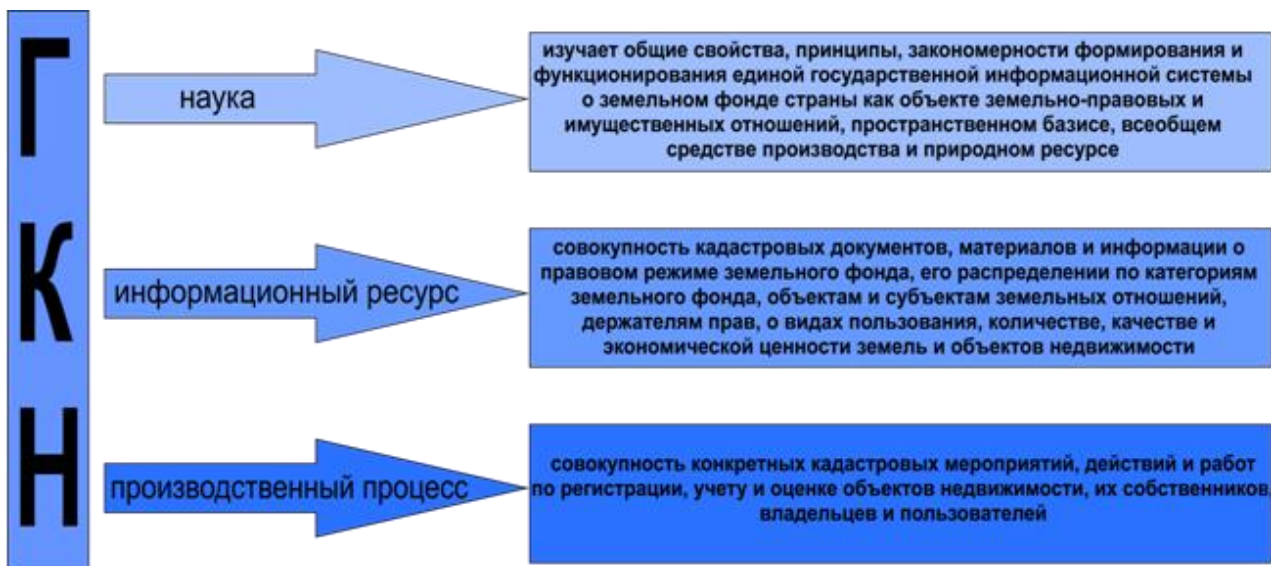 Г
К
Н
наука
изучает общие свойства, принципы, закономерности формирования и
функционирования единой государственной информационной системы
о земельном фонде страны как объекте земельно-правовых и
имущественных отношений, пространственном базисе, всеобщем
средстве производства и природном ресурсе
информационный ресурс
совокупность кадастровых документов, материалов и информации о
правовом режиме земельного фонда, его распределении по категориям
земельного фонда, объектам и субъектам земельных отношений,
держателям прав, о видах пользования, количестве, качестве и
экономической ценности земель и объектов недвижимости
производственный процесс
совокупность конкретных кадастровых мероприятий, действий и работ
по регистрации, учету и оценке объектов недвижимости, их собственников,
владельцев и пользователей